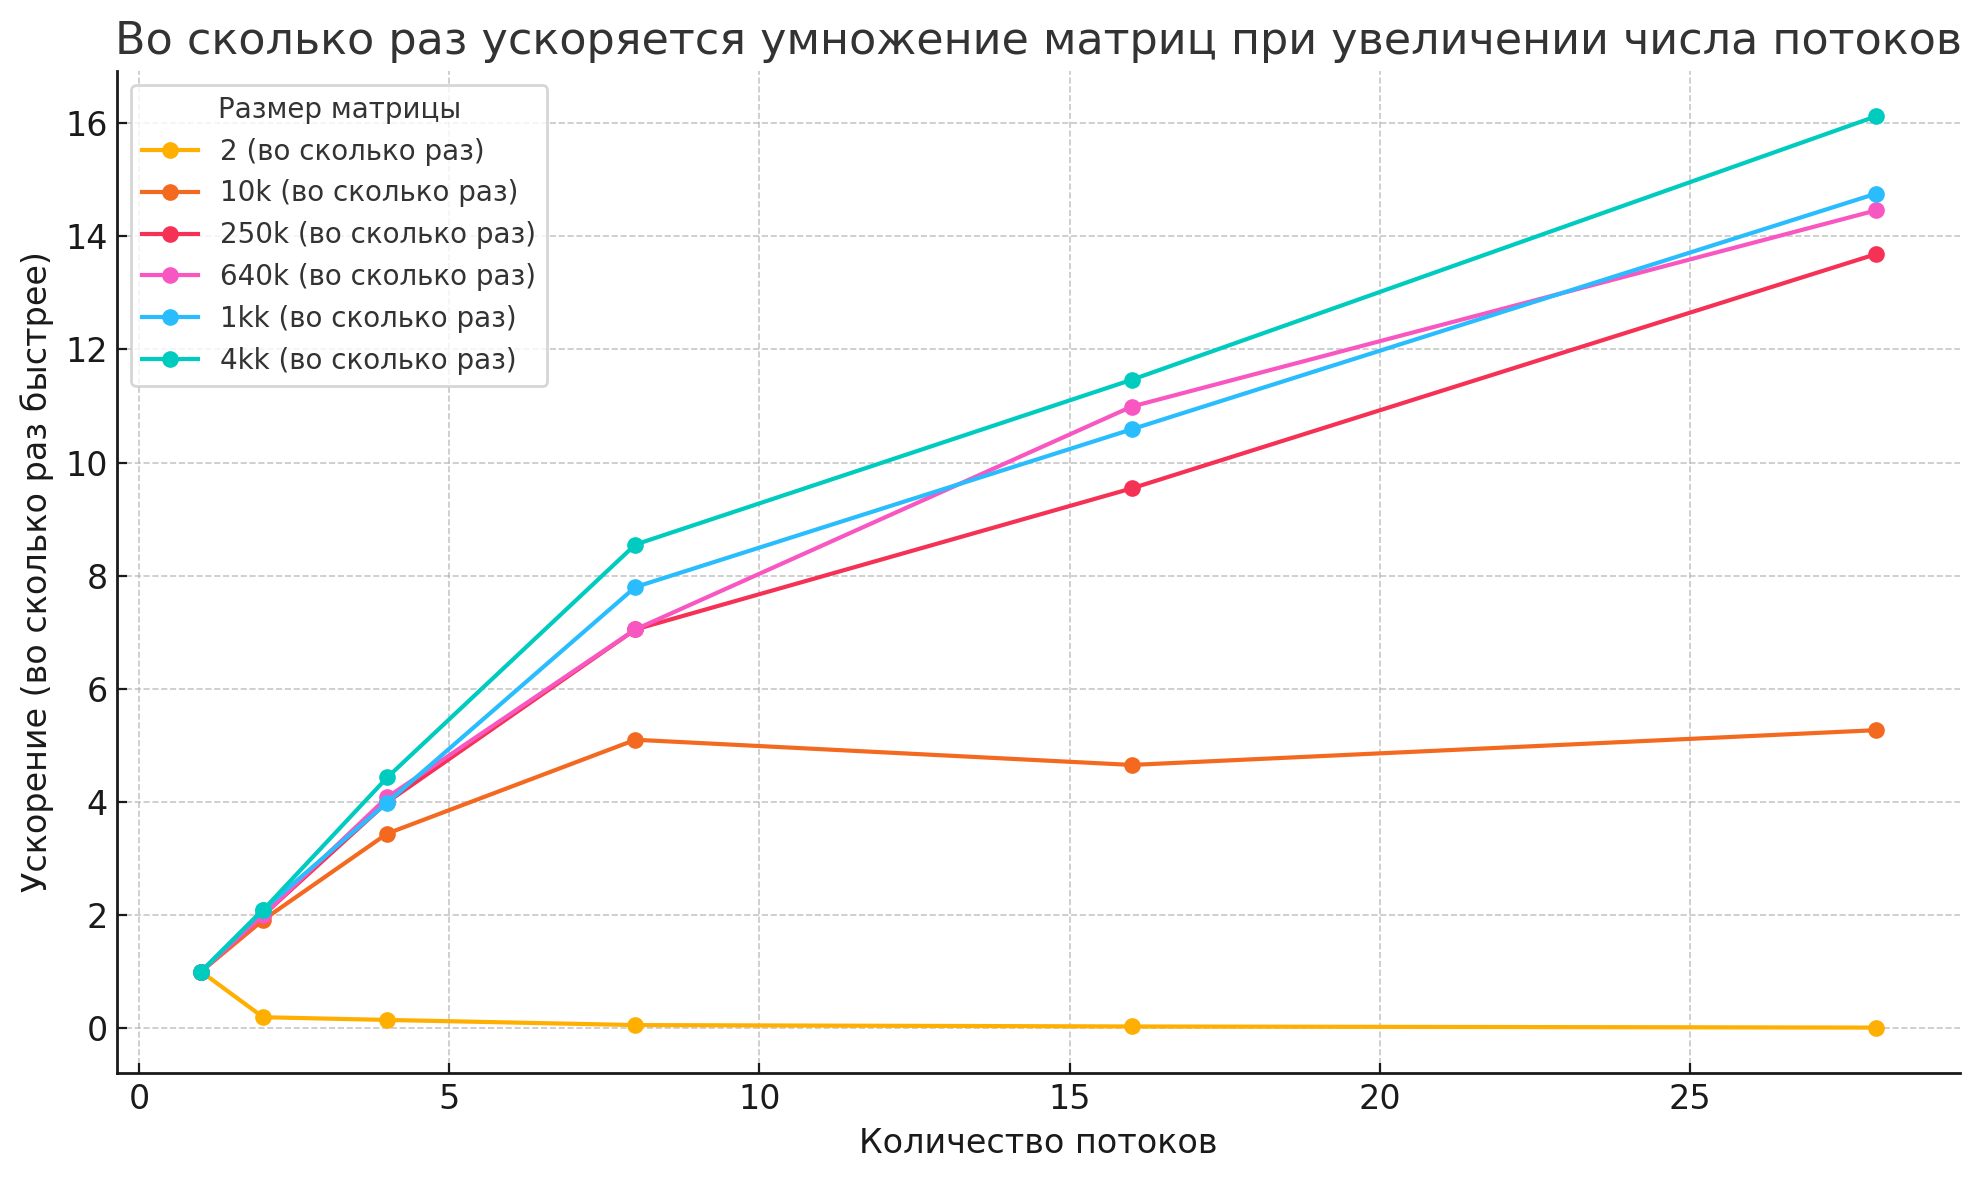 Во сколько раз ускоряется умножение матриц при увеличении числа потоков
Размер матрицы
2 (во сколько раз)
10k (во сколько раз)
250k (во сколько раз)
640k (во сколько раз)
1kk (во сколько раз)
4kk (во сколько раз)
Ускорение (во сколько раз быстрее)
16
14
12
10
8
6
4
2
0
0 5 10 15 20 25
Количество потоков